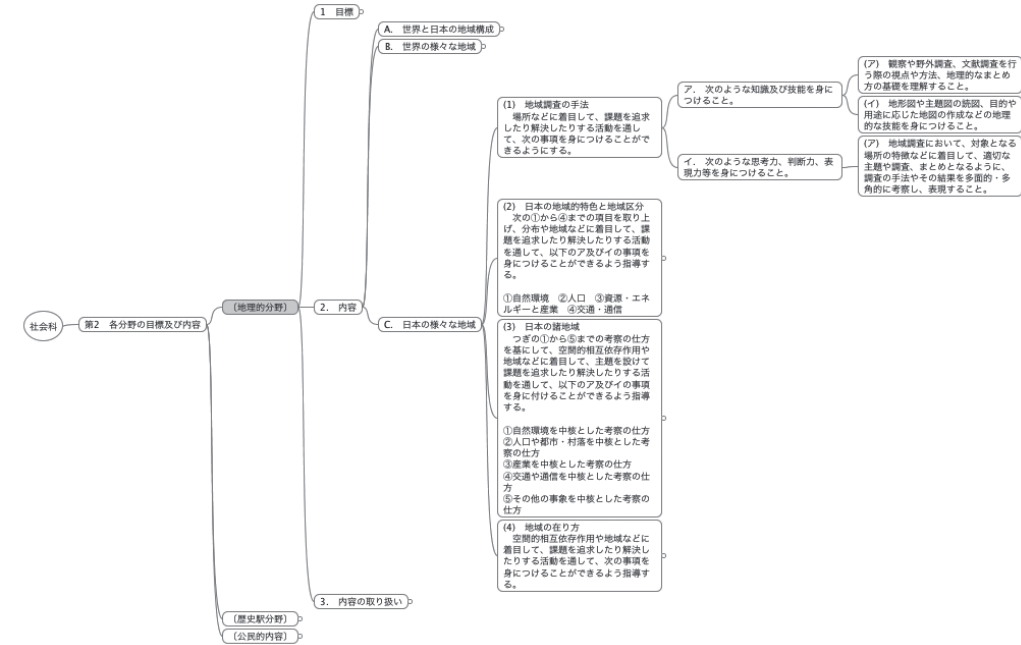 社会科
第2　各分野の目標及び内容
〔地理的分野〕
1　目標
2.　内容
A.　世界と日本の地域構成
B.　世界の様々な地域
C.　日本の様々な地域
(1)　地域調査の手法
　場所などに着目して、課題を追求
したり解決したりする活動を通し
て、次の事項を身につけることがで
きるようにする。
ア.　次のような知識及び技能を身に
つけること。
(ア)　観察や野外調査、文献調査を行
う際の視点や方法、地理的なまとめ
方の基礎を理解すること。
(イ)　地形図や主題図の読図、目的や
用途に応じた地図の作成などの地理
的な技能を身につけること。
イ.　次のような思考力、判断力、表
現力等を身につけること。
(ア)　地域調査において、対象となる
場所の特徴などに着目して、適切な
主題や調査、まとめとなるように、
調査の手法やその結果を多面的・多
角的に考察し、表現すること。
(2)　日本の地域的特色と地域区分
　次の①から④までの項目を取り上
げ、分布や地域などに着目して、課
題を追求したり解決したりする活動
を通して、以下のア及びイの事項を
身につけることができるよう指導す
る。
①自然環境　②人口　③資源・エネ
ルギーと産業　④交通・通信
(3)　日本の諸地域
　つぎの①から⑤までの考察の仕方
を基にして、空間的相互依存作用や
地域などに着目して、主題を設けて
課題を追求したり解決したりする活
動を通して、以下のア及びイの事項
を身に付けることができるよう指導
する。
①自然環境を中核とした考察の仕方
②人口や都市・村落を中核とした考
察の仕方
③産業を中核とした考察の仕方
④交通や通信を中核とした考察の仕
方
⑤その他の事象を中核とした考察の
仕方
(4)　地域の在り方
　空間的相互依存作用や地域などに
着目して、課題を追求したり解決し
たりする活動を通して、次の事項を
身につけることができるよう指導す
る。
3.　内容の取り扱い
〔歴史駅分野〕
〔公民的内容〕